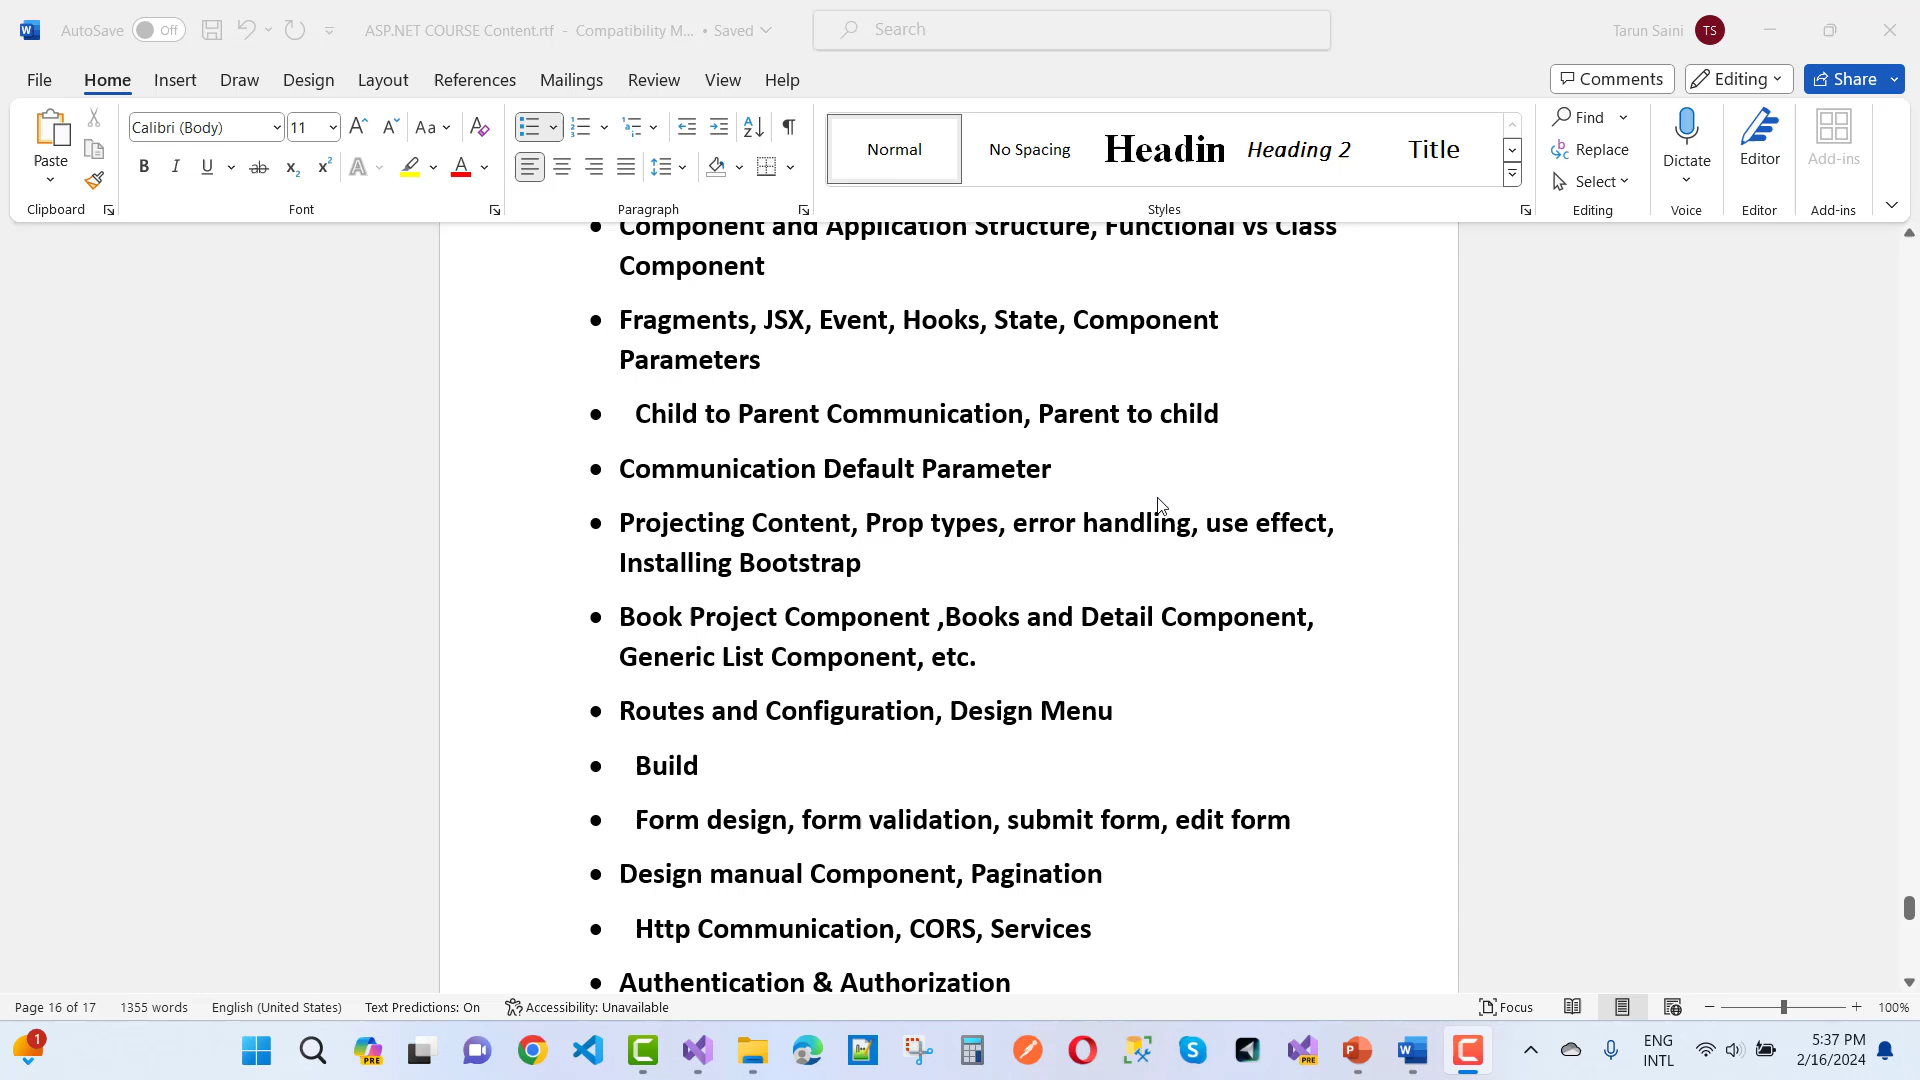 AutoSave Off ASP.NET COURSE Content.rtf - Compatibility M... • Saved Search Tarun Saini TS
File Home Insert Draw Design Layout References Mailings Review View Help Comments Editing Share
Paste Calibri (Body) 11 Aa Normal No Spacing Headin Heading 2 Title Find Replace Select Dictate Editor Add-ins
Clipboard Font Paragraph Styles Editing Voice Editor Add-ins
• Component and Application Structure, Functional vs Class
Component
• Fragments, JSX, Event, Hooks, State, Component
Parameters
• Child to Parent Communication, Parent to child
• Communication Default Parameter
• Projecting Content, Prop types, error handling, use effect,
Installing Bootstrap
• Book Project Component ,Books and Detail Component,
Generic List Component, etc.
• Routes and Configuration, Design Menu
• Build
• Form design, form validation, submit form, edit form
• Design manual Component, Pagination
• Http Communication, CORS, Services
• Authentication & Authorization
Page 16 of 17 1355 words English (United States) Text Predictions: On Accessibility: Unavailable Focus 100%
1 ENG 5:37 PM
INTL 2/16/2024